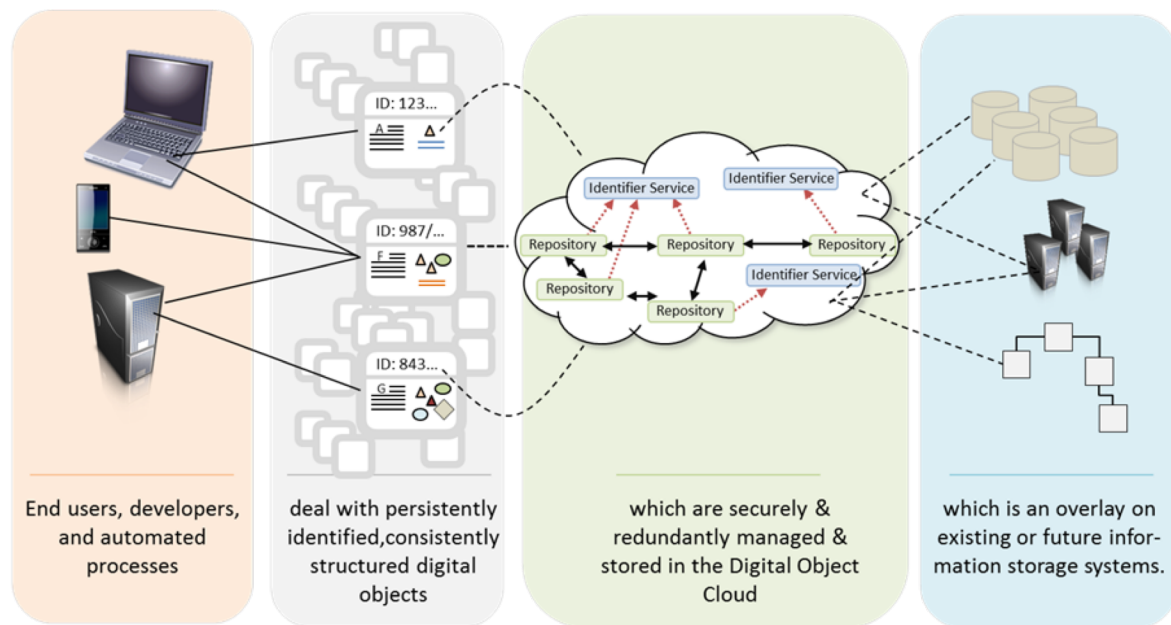 ID: 123...
A
ID: 987/...
F
ID: 843...
G
Identifier Service
Identifier Service
Repository
Repository
Repository
Identifier Service
Repository
Repository
End users, developers,
and automated
processes
deal with persistently
identified,consistently
structured digital
objects
which are securely &
redundantly managed &
stored in the Digital Object
Cloud
which is an overlay on
existing or future infor-
mation storage systems.